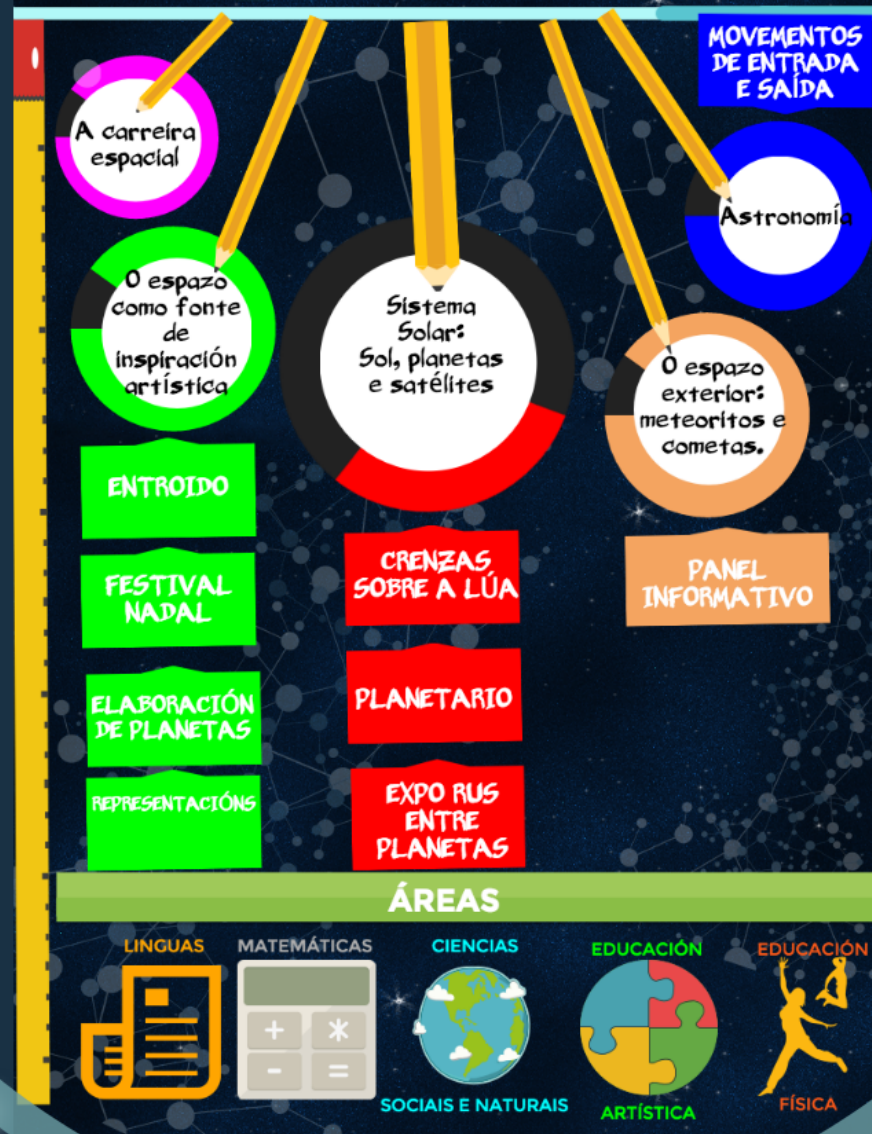 MOVEMENTOS
DE ENTRADA
E SAÍDA
A carreira
espacial
Astronomía
O espazo
como fonte
de
inspiración
artística
Sistema
Solar:
Sol, planetas
e satélites
O espazo
exterior:
meteoritos e
cometas.
ENTROIDO
FESTIVAL
NADAL
ELABORACIÓN
DE PLANETAS
REPRESENTACIÓNS
CRENZAS
SOBRE A LÚA
PLANETARIO
EXPO RUS
ENTRE
PLANETAS
PANEL
INFORMATIVO
ÁREAS
LINGUAS
MATEMÁTICAS
+ *
- =
CIENCIAS
SOCIAIS E NATURAIS
EDUCACIÓN
ARTÍSTICA
EDUCACIÓN
FÍSICA